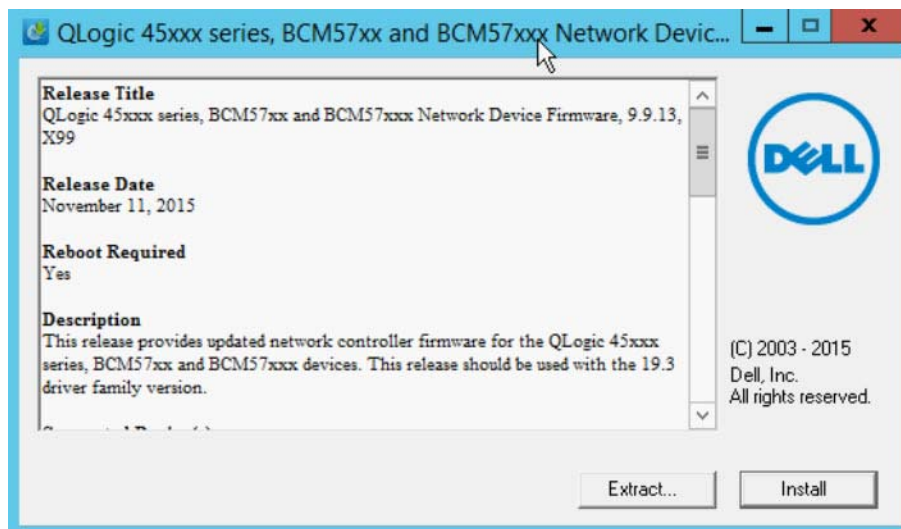 QLogic 45xxx series, BCM57xx and BCM57xxx Network Devic...
Release Title
QLogic 45xxx series, BCM57xx and BCM57xxx Network Device Firmware, 9.9.13,
X99
Release Date
November 11, 2015
Reboot Required
Yes
Description
This release provides updated network controller firmware for the QLogic 45xxx
series, BCM57xx and BCM57xxx devices. This release should be used with the 19.3
driver family version.
DELL
(C) 2003 - 2015
Dell, Inc.
All rights reserved.
Extract...
Install